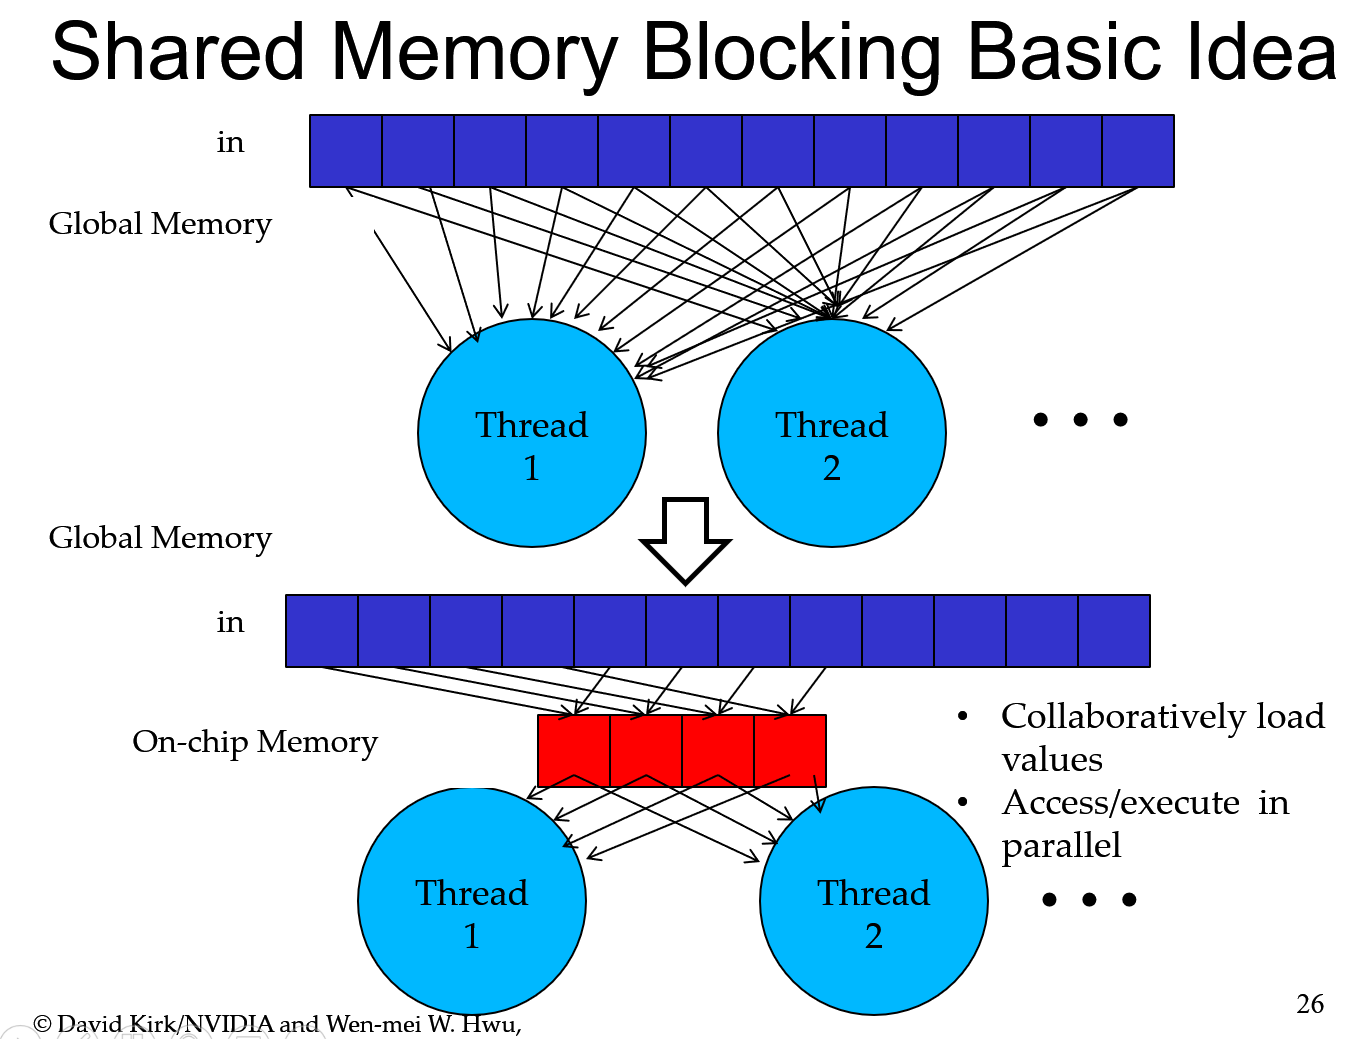 Shared Memory Blocking Basic Idea
in
Global Memory
Thread
1
Thread
2
• • •
Global Memory
in
On-chip Memory
• Collaboratively load
values
• Access/execute in
parallel
Thread
1
Thread
2
• • •
26
© David Kirk/NVIDIA and Wen-mei W. Hwu,